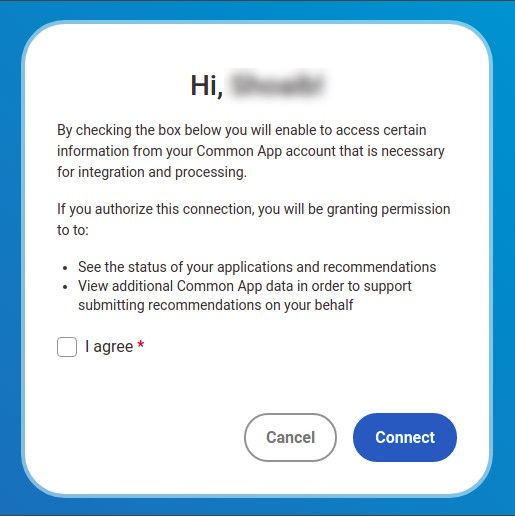 Hi,
By checking the box below you will enable to access certain
information from your Common App account that is necessary
for integration and processing.
If you authorize this connection, you will be granting permission
to to:
• See the status of your applications and recommendations
• View additional Common App data in order to support
submitting recommendations on your behalf
I agree *
Cancel Connect